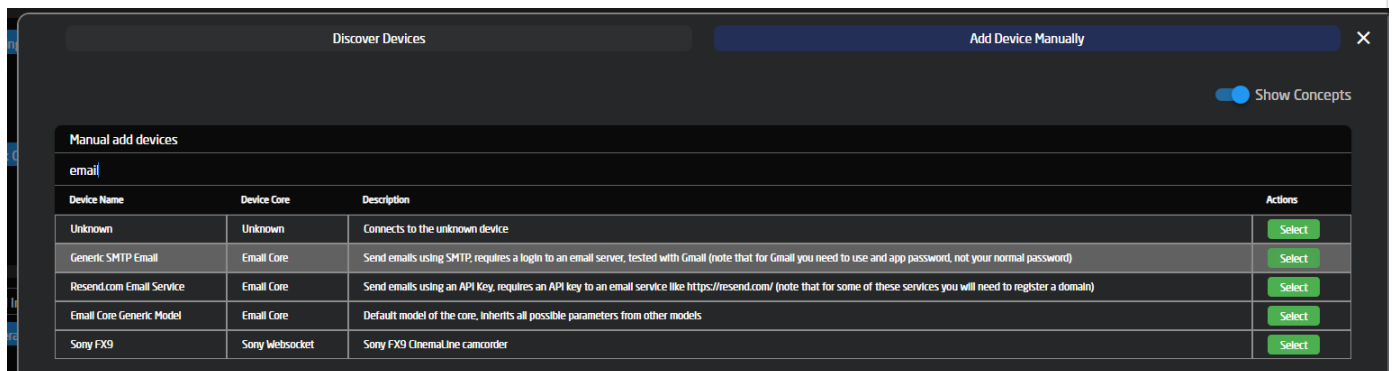 Discover Devices Add Device Manually
Show Concepts
Manual add devices
email
Device Name Device Core Description Actions
Unknown Unknown Connects to the unknown device Select
Generic SMTP Email Email Core Send emails using SMTP, requires a login to an email server, tested with Gmail (note that for Gmail you need to use and app password, not your normal password) Select
Resend.com Email Service Email Core Send emails using an API Key, requires an API key to an email service like https://resend.com/ (note that for some of these services you will need to register a domain) Select
Email Core Generic Model Email Core Default model of the core, inherits all possible parameters from other models Select
Sony FX9 Sony Websocket Sony FX9 CinemaLine camcorder Select